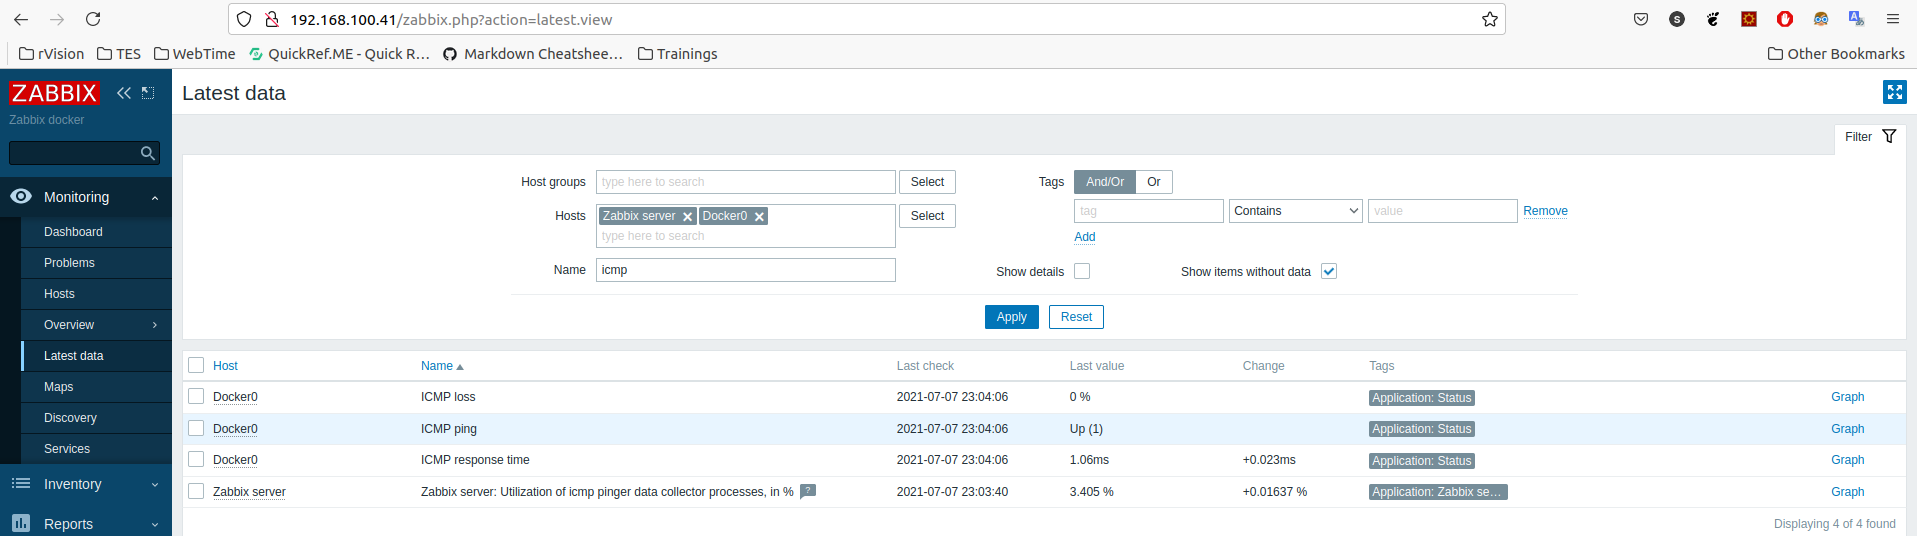 192.168.100.41/zabbix.php?action=latest.view
rVision TES WebTime QuickRef.ME - Quick R… Markdown Cheatshee… Trainings Other Bookmarks
ZABBIX
Zabbix docker
Monitoring
Dashboard
Problems
Hosts
Overview
Latest data
Maps
Discovery
Services
Inventory
Reports
Latest data
Filter
Host groups type here to search Select
Hosts Zabbix server Docker0 Select
type here to search
Name icmp
Tags And/Or Or
tag Contains value Remove
Add
Show details Show items without data
Apply Reset
Host Name Last check Last value Change Tags
Docker0 ICMP loss 2021-07-07 23:04:06 0 % Application: Status Graph
Docker0 ICMP ping 2021-07-07 23:04:06 Up (1) Application: Status Graph
Docker0 ICMP response time 2021-07-07 23:04:06 1.06ms +0.023ms Application: Status Graph
Zabbix server Zabbix server: Utilization of icmp pinger data collector processes, in % ? 2021-07-07 23:03:40 3.405 % +0.01637 % Application: Zabbix se… Graph
Displaying 4 of 4 found